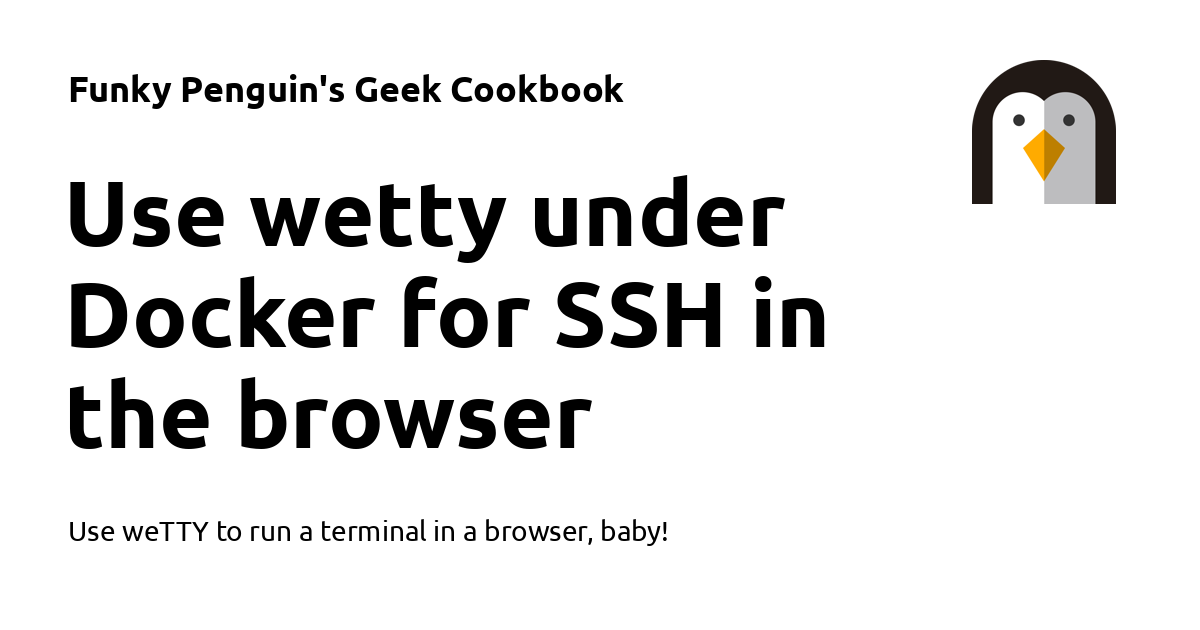 Funky Penguin's Geek Cookbook
Use wetty under
Docker for SSH in
the browser
Use weTTY to run a terminal in a browser, baby!